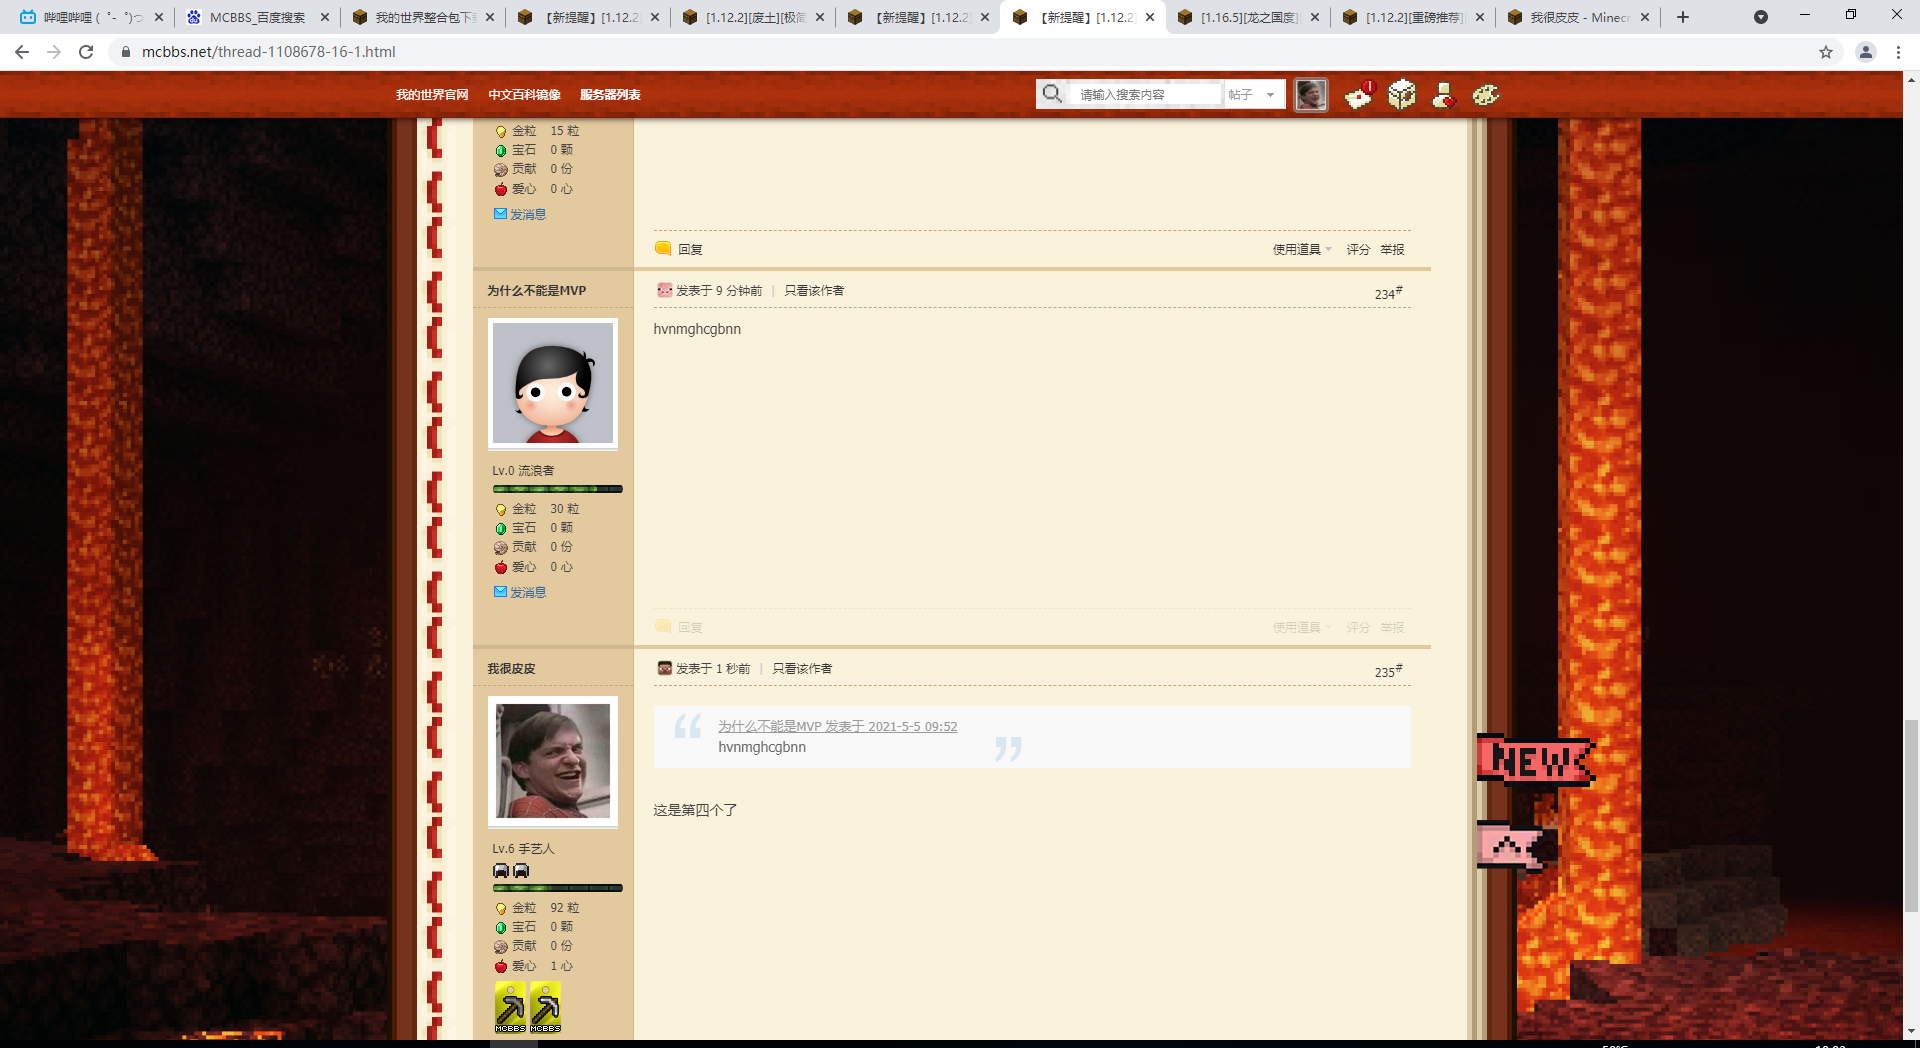 哔哩哔哩 (゜-゜)つ
MCBBS_百度搜索
我的世界整合包下
【新提醒】[1.12.2]
[1.12.2][废土][极简
【新提醒】[1.12.2]
【新提醒】[1.12.2]
[1.16.5][龙之国度]
[1.12.2][重磅推荐]
我很皮皮 - Minecr
mcbbs.net/thread-1108678-16-1.html
我的世界官网 中文百科镜像 服务器列表
请输入搜索内容 帖子
1
金粒 15 粒
宝石 0 颗
贡献 0 份
爱心 0 心
发消息
回复 使用道具 评分 举报
为什么不能是MVP
发表于 9 分钟前 | 只看该作者 234#
hvnmghcgbnn
Lv.0 流浪者
金粒 30 粒
宝石 0 颗
贡献 0 份
爱心 0 心
发消息
回复 使用道具 评分 举报
我很皮皮
发表于 1 秒前 | 只看该作者 235#
“ 为什么不能是MVP 发表于 2021-5-5 09:52
hvnmghcgbnn ”
NEW
这是第四个了
Lv.6 手艺人
金粒 92 粒
宝石 0 颗
贡献 0 份
爱心 1 心
MCBBS MCBBS